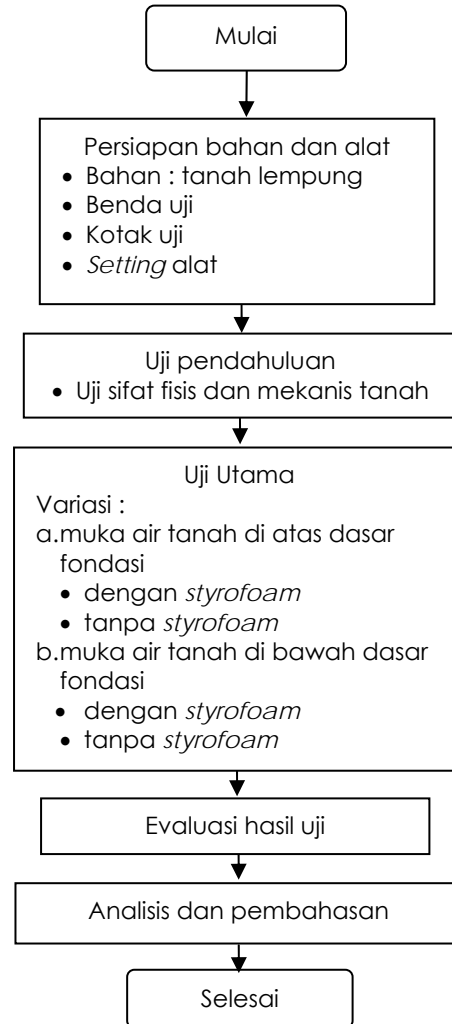 Mulai
Persiapan bahan dan alat
• Bahan : tanah lempung
• Benda uji
• Kotak uji
• Setting alat
Uji pendahuluan
• Uji sifat fisis dan mekanis tanah
Uji Utama
Variasi :
a.muka air tanah di atas dasar
fondasi
• dengan styrofoam
• tanpa styrofoam
b.muka air tanah di bawah dasar
fondasi
• dengan styrofoam
• tanpa styrofoam
Evaluasi hasil uji
Analisis dan pembahasan
Selesai